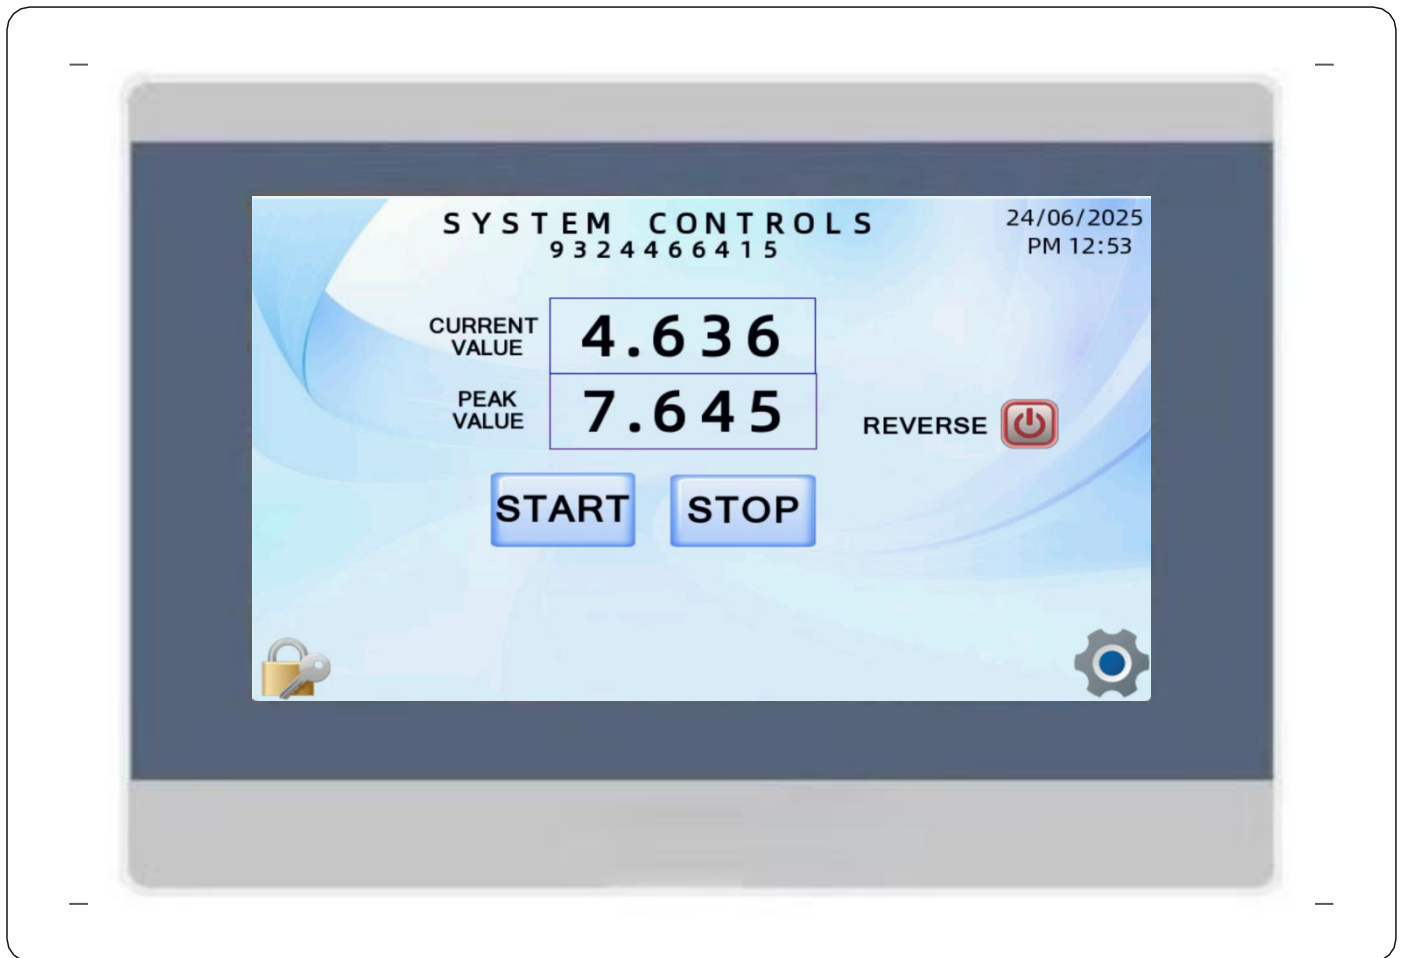 SYSTEM CONTROLS
9324466415
24/06/2025
PM 12:53
CURRENT
VALUE
4.636
PEAK
VALUE
7.645
REVERSE
START
STOP